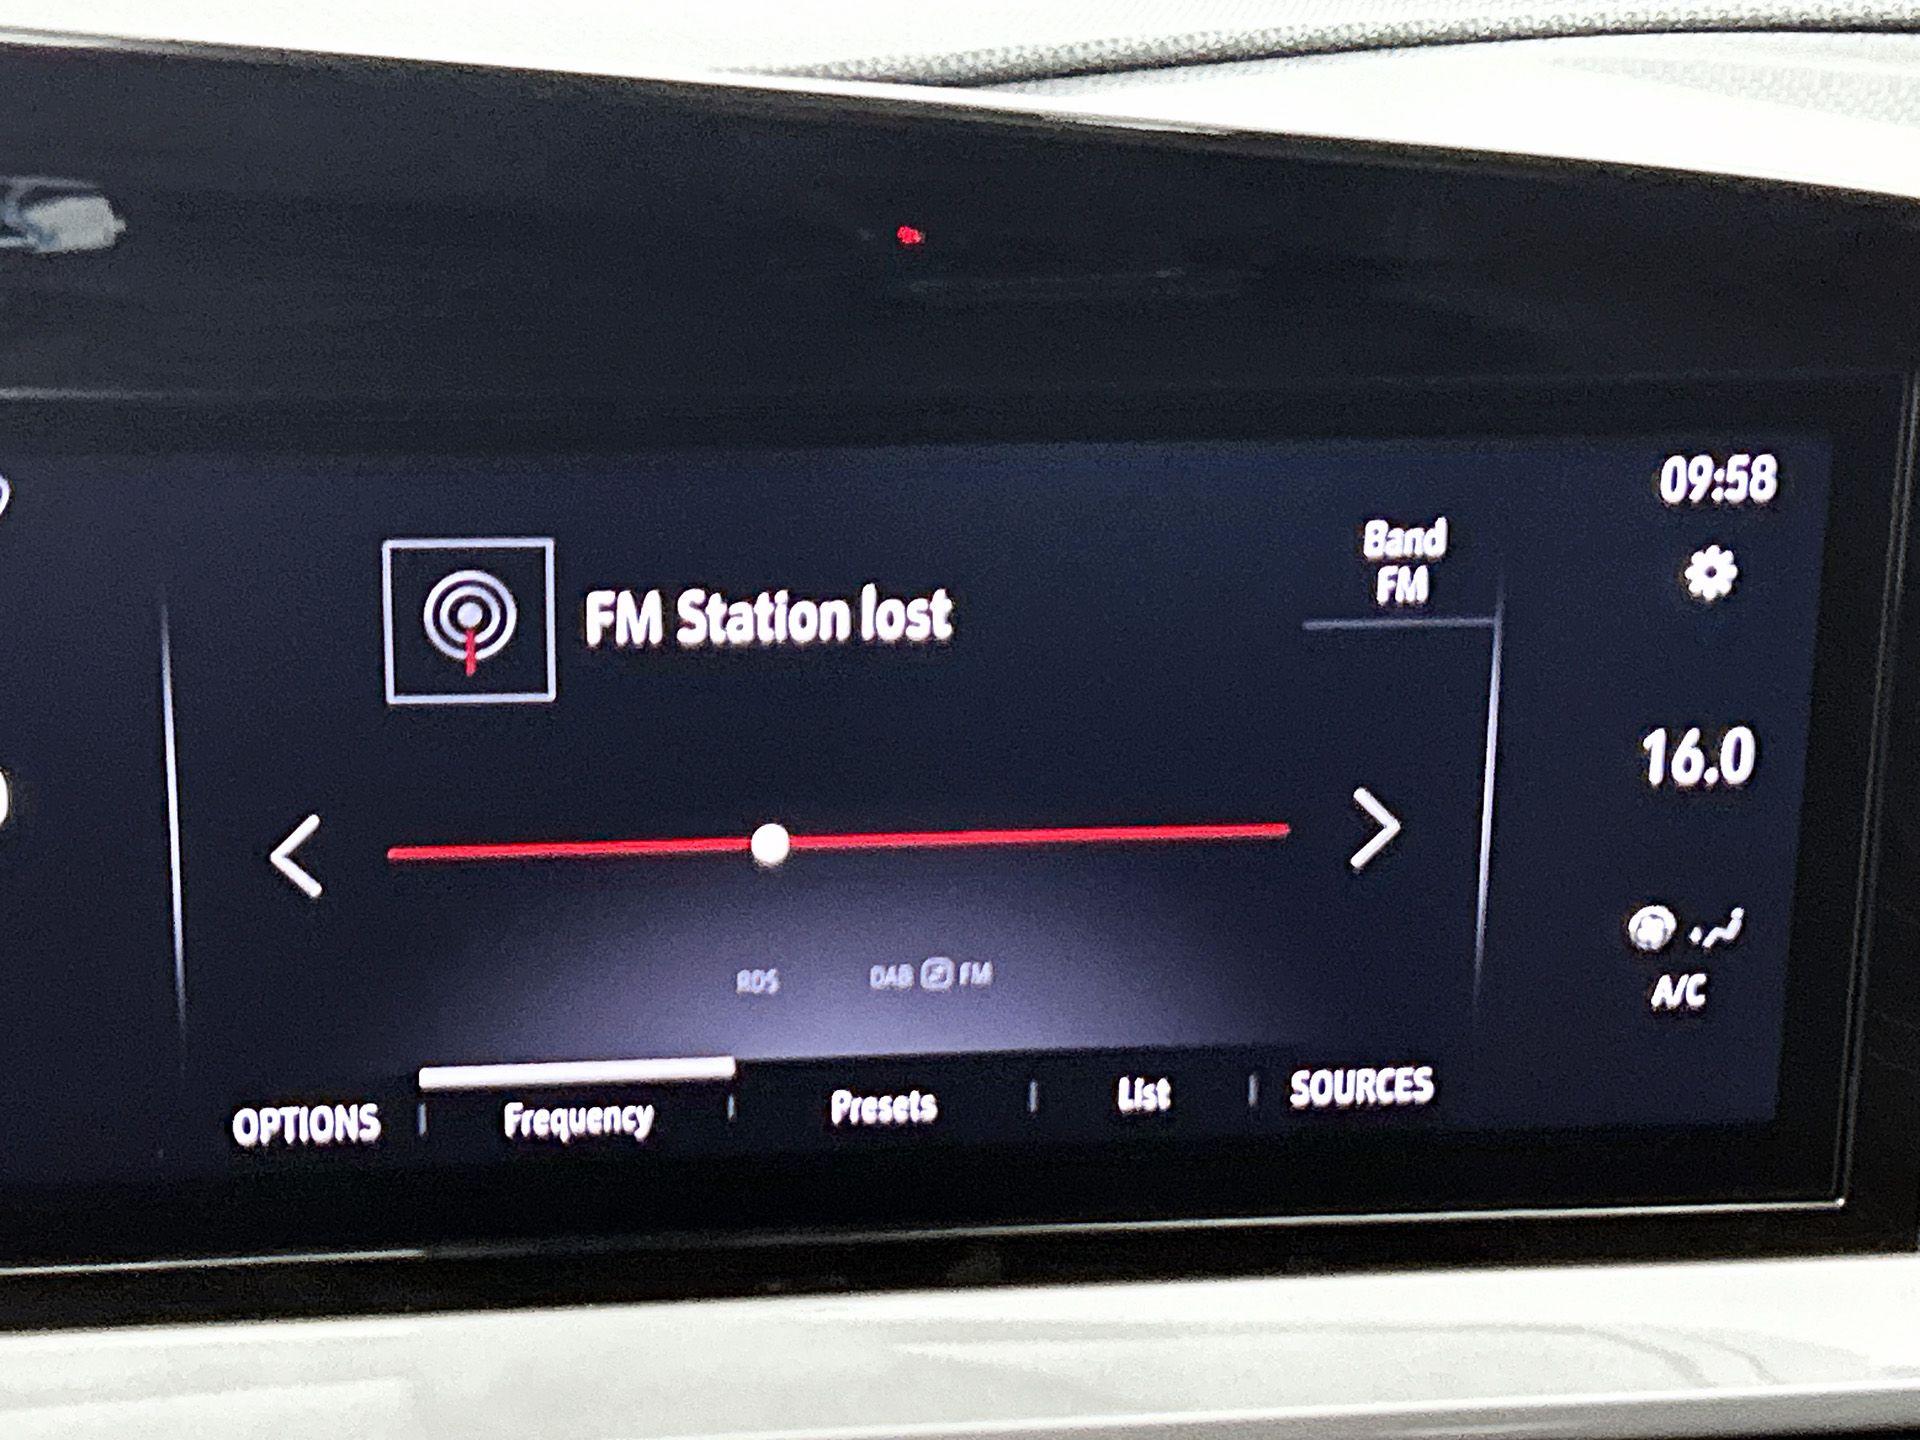 09:58
Band
FM
FM Station lost
16.0
RDS
DAB FM
A/C
OPTIONS
Frequency
Presets
List
SOURCES